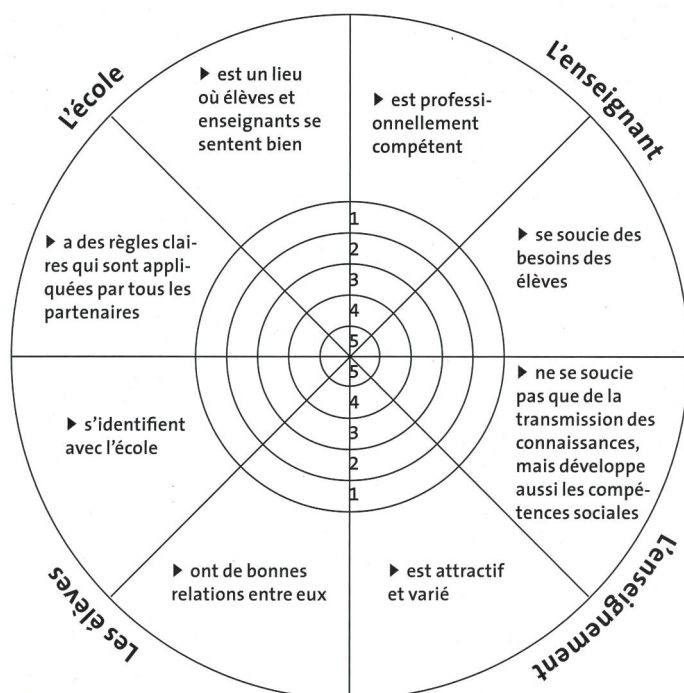 L'école
▶ est un lieu
où élèves et
enseignants se
sentent bien
▶ a des règles clai-
res qui sont appli-
quées par tous les
partenaires
L'enseignant
▶ est professi-
onnellement
compétent
▶ se soucie des
besoins des
élèves
1
2
3
4
5
5
4
3
2
1
Les élèves
▶ s'identifient
avec l'école
▶ ont de bonnes
relations entre eux
L'enseignement
▶ ne se soucie
pas que de la
transmission des
connaissances,
mais développe
aussi les compé-
tences sociales
▶ est attractif
et varié